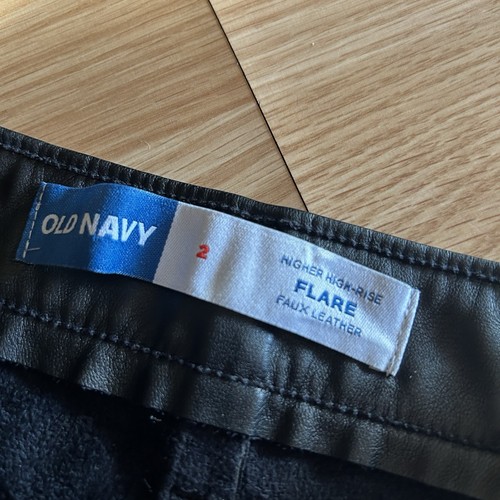 OLD NAVY
2
HIGHER HIGH-RISE
FLARE
FAUX LEATHER